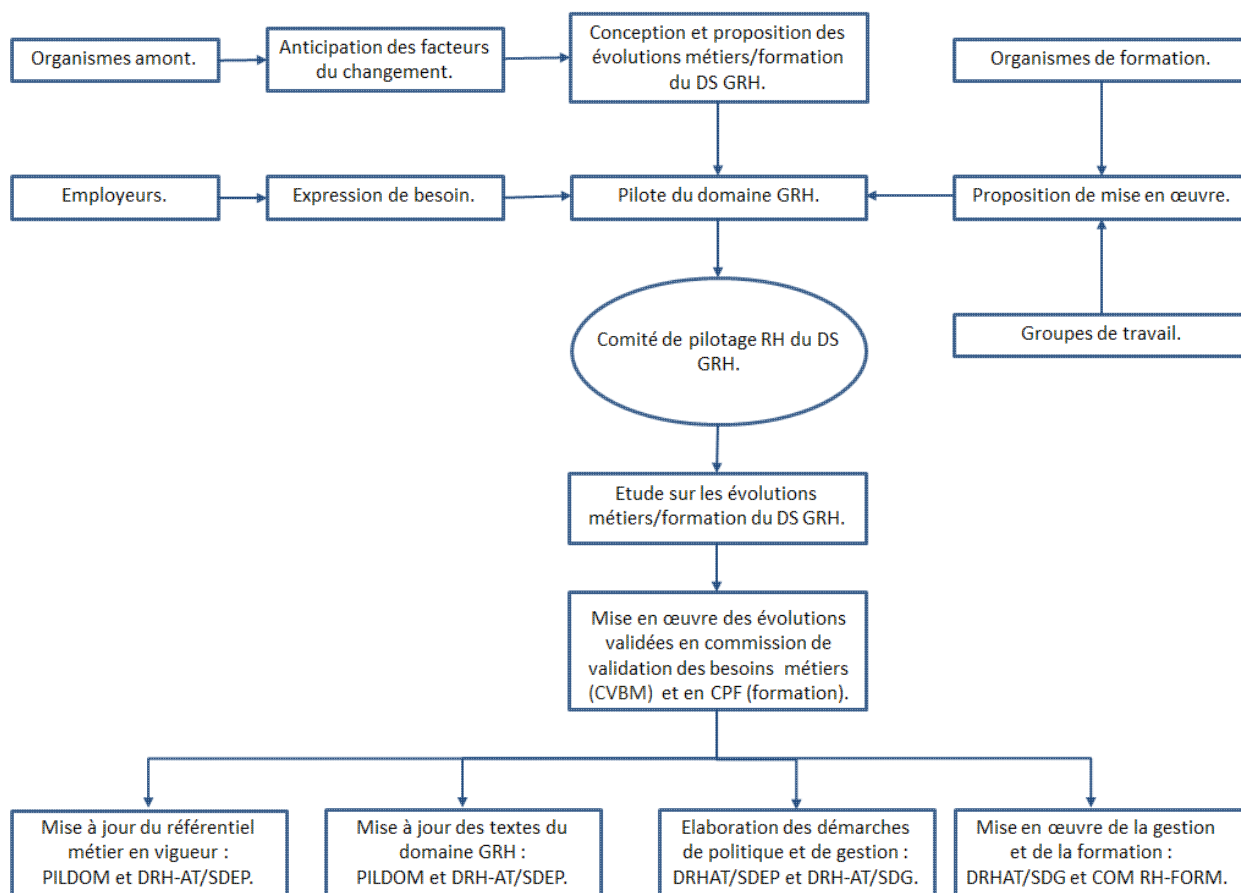 Organismes amont.
Anticipation des facteurs
du changement.
Conception et proposition des
évolutions métiers/formation
du DS GRH.
Organismes de formation.
Employeurs.
Expression de besoin.
Pilote du domaine GRH.
Proposition de mise en œuvre.
Groupes de travail.
Comité de pilotage RH du DS
GRH.
Etude sur les évolutions
métiers/formation du DS GRH.
Mise en œuvre des évolutions
validées en commission de
validation des besoins métiers
(CVBM) et en CPF (formation).
Mise à jour du référentiel
métier en vigueur :
PILDOM et DRH-AT/SDEP.
Mise à jour des textes du
domaine GRH :
PILDOM et DRH-AT/SDEP.
Elaboration des démarches
de politique et de gestion :
DRHAT/SDEP et DRH-AT/SDG.
Mise en œuvre de la gestion
et de la formation :
DRHAT/SDG et COM RH-FORM.